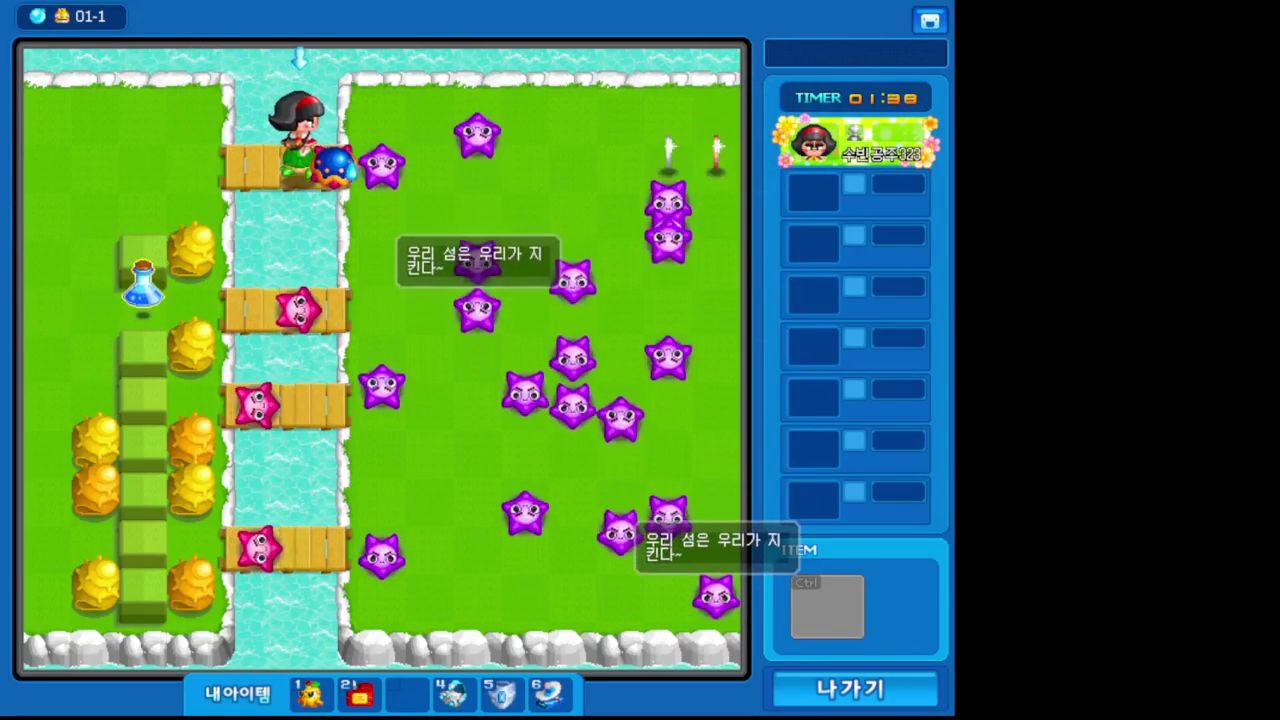 01-1
TIMER 01:38
수빈공주023
우리 섬은 우리가 지
킨다~
우리 섬은 우리가 지
킨다~
ITEM
Ctrl
내아이템
1
2
4
5
6
나가기